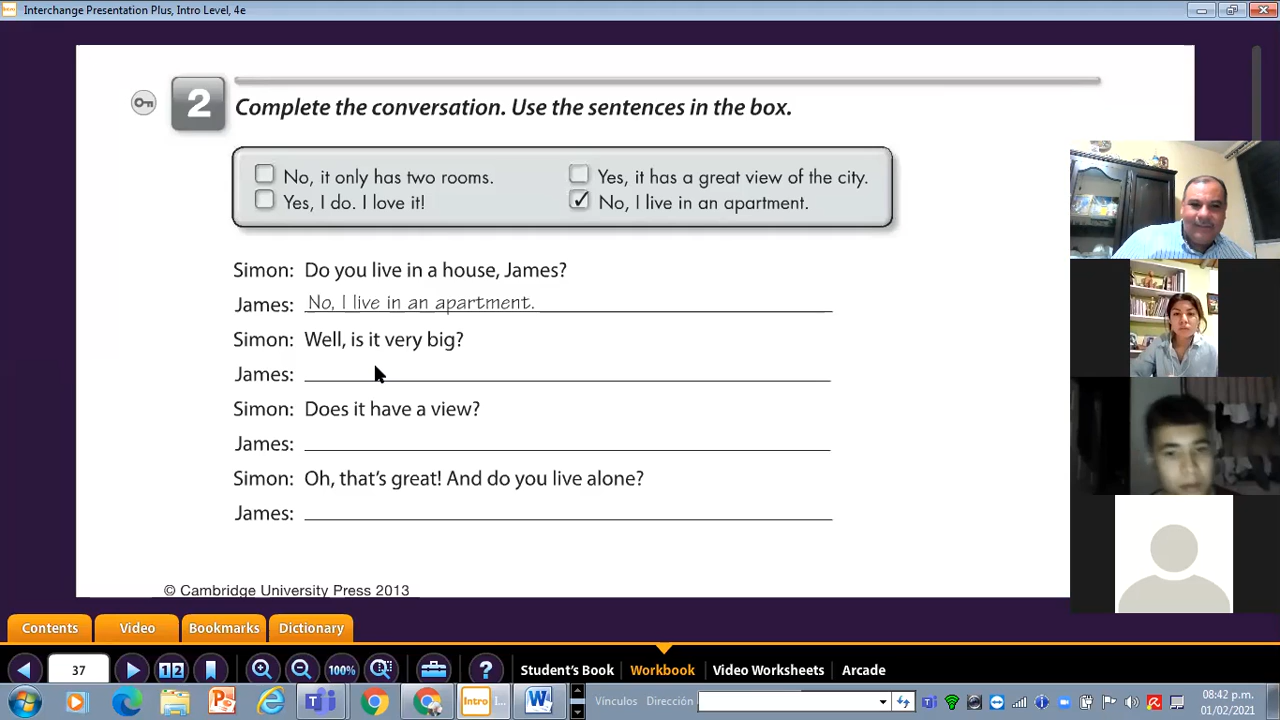 Interchange Presentation Plus, Intro Level, 4e
2 Complete the conversation. Use the sentences in the box.
No, it only has two rooms. Yes, it has a great view of the city.
Yes, I do. I love it! No, I live in an apartment.
Simon: Do you live in a house, James?
James: No, I live in an apartment.
Simon: Well, is it very big?
James:
Simon: Does it have a view?
James:
Simon: Oh, that's great! And do you live alone?
James:
© Cambridge University Press 2013
Contents Video Bookmarks Dictionary
37 12 100% ? Student's Book Workbook Video Worksheets Arcade
Intro I... Vínculos Dirección 08:42 p.m.
01/02/2021